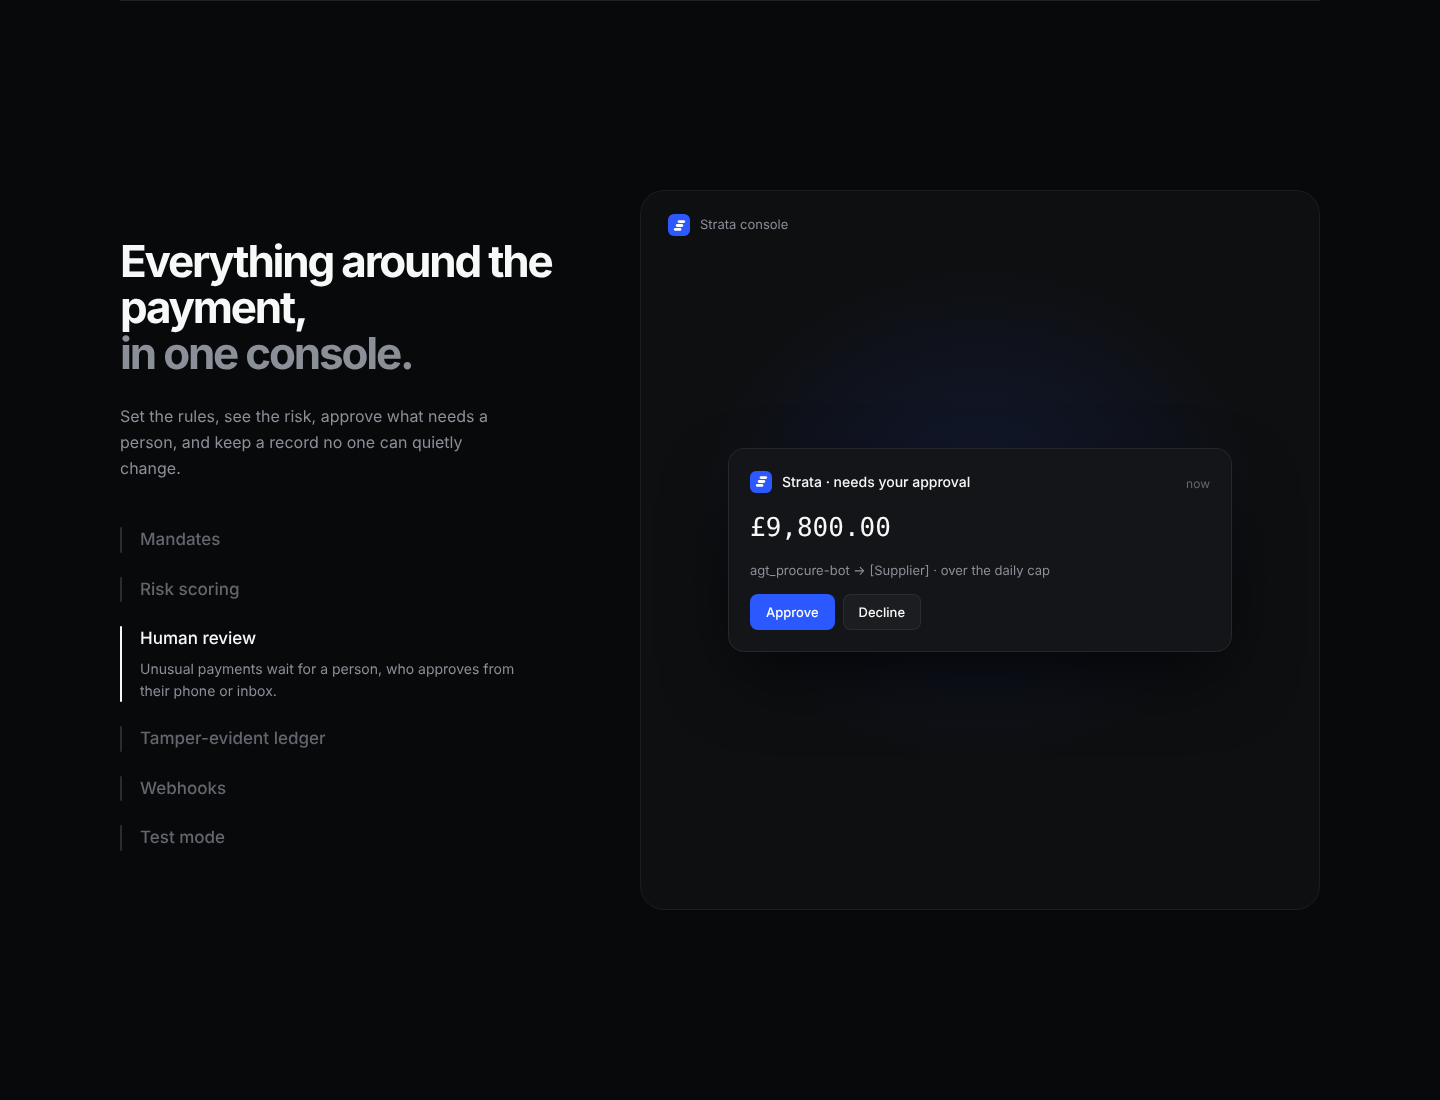 Everything around the
payment,
in one console.
Set the rules, see the risk, approve what needs a
person, and keep a record no one can quietly
change.
Mandates
Risk scoring
Human review
Unusual payments wait for a person, who approves from
their phone or inbox.
Tamper-evident ledger
Webhooks
Test mode
Strata console
Strata · needs your approval
now
£9,800.00
agt_procure-bot → [Supplier] · over the daily cap
Approve
Decline